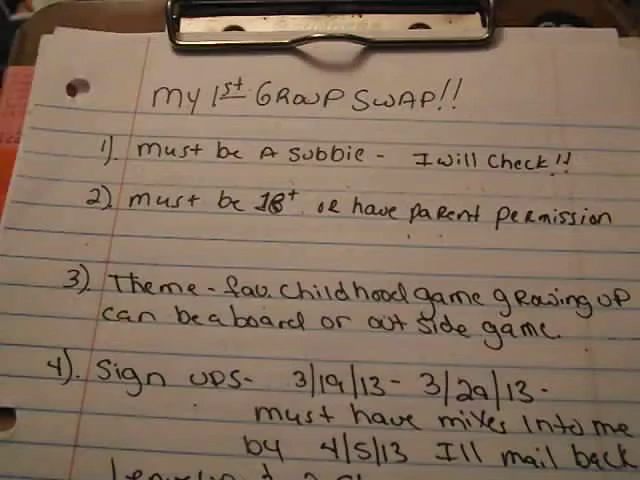 my 1st GROUP SWAP!!
1). must be A subbie - I will check!!
2) must be 18+ or have parent permission
3) Theme - fav. childhood game growing up
can be a board or out side game.
4). Sign ups - 3/19/13 - 3/29/13 -
must have mixes into me
by 4/5/13 Ill mail back